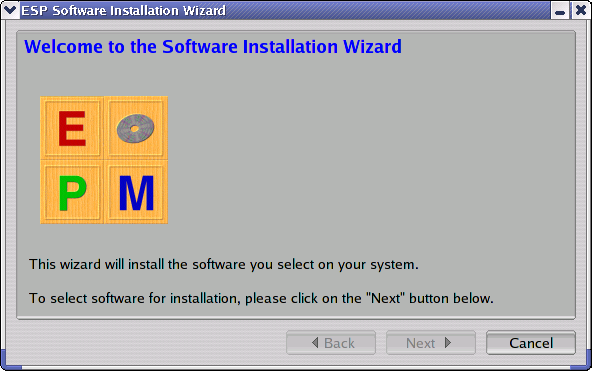 ESP Software Installation Wizard
Welcome to the Software Installation Wizard
E
P M
This wizard will install the software you select on your system.
To select software for installation, please click on the "Next" button below.
Back Next Cancel